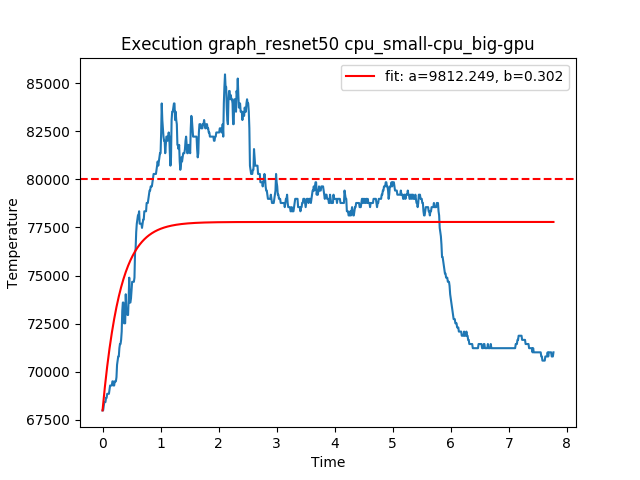 Execution graph_resnet50 cpu_small-cpu_big-gpu
fit: a=9812.249, b=0.302
85000
82500
80000
77500
75000
72500
70000
67500
Temperature
0 1 2 3 4 5 6 7 8
Time